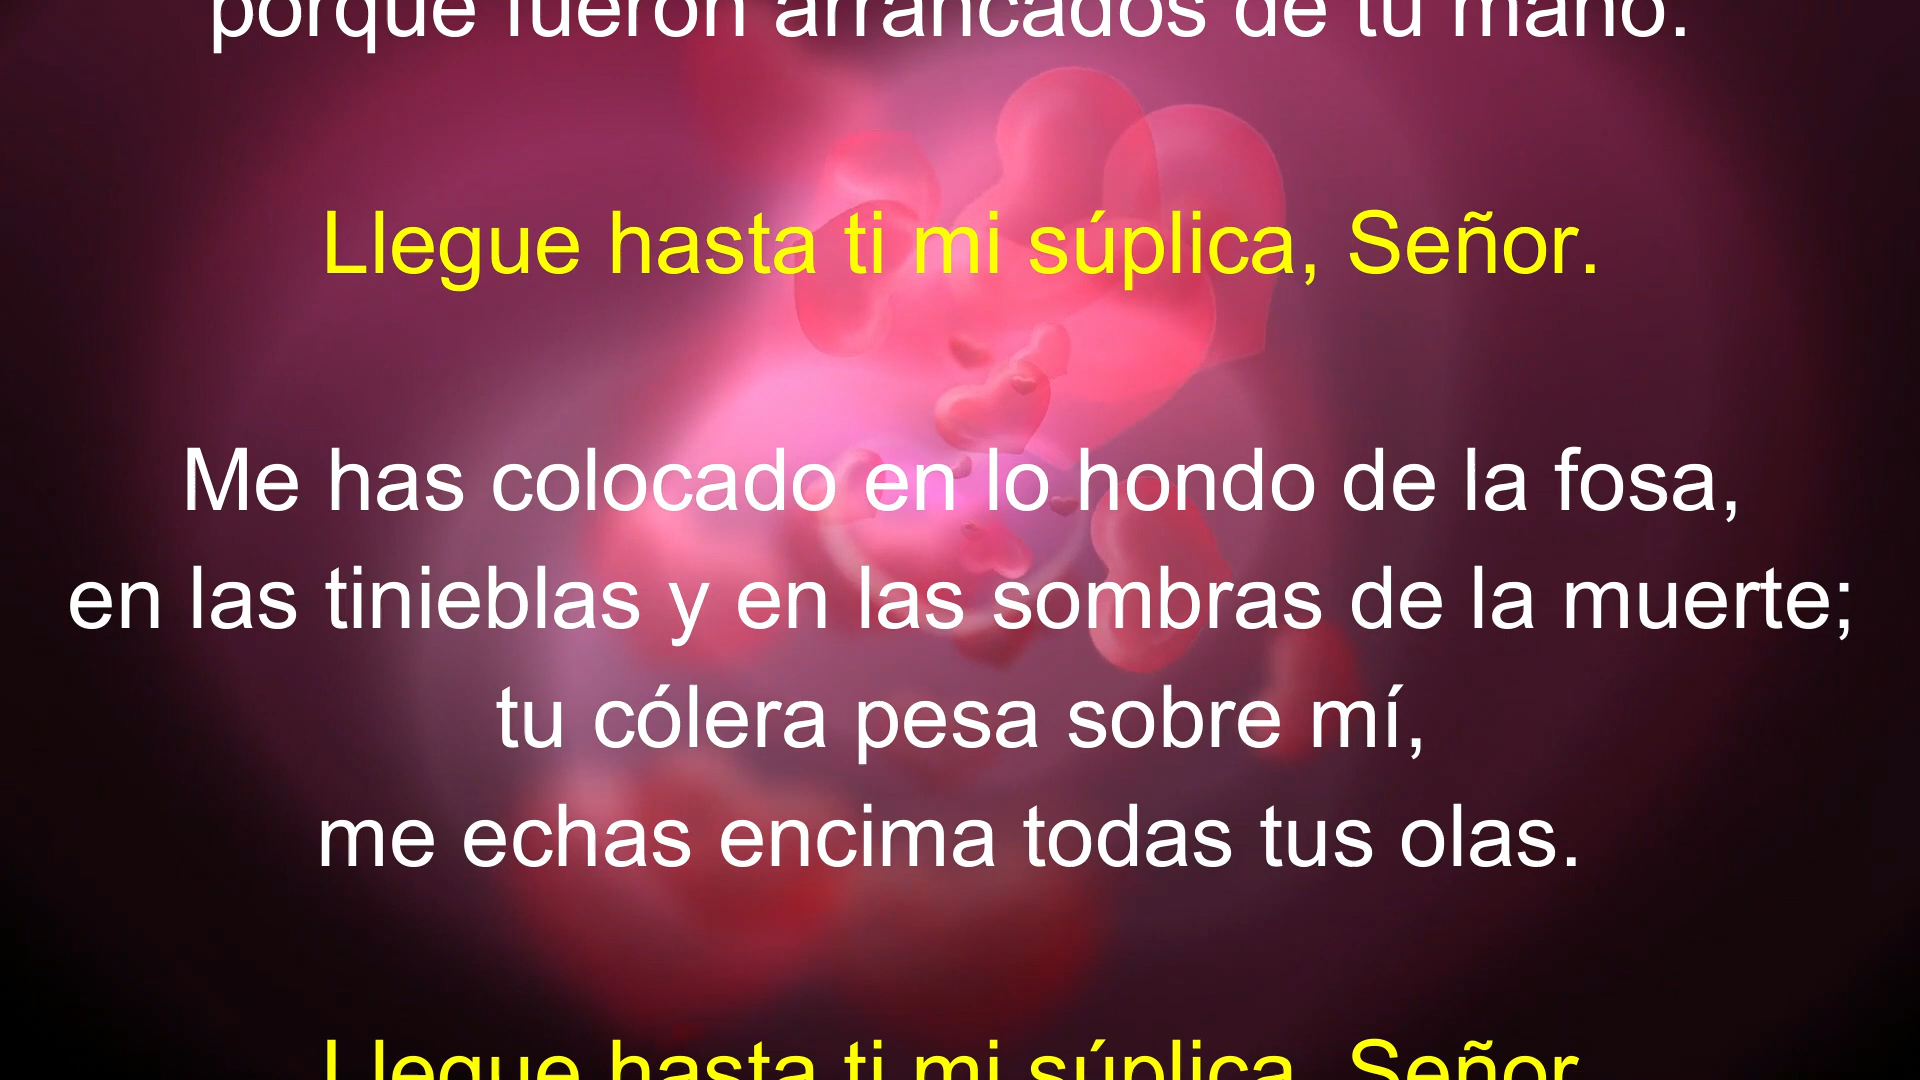 porque fueron arrancados de tu mano.
Llegue hasta ti mi súplica, Señor.
Me has colocado en lo hondo de la fosa,
en las tinieblas y en las sombras de la muerte;
tu cólera pesa sobre mí,
me echas encima todas tus olas.
Llegue hasta ti mi súplica, Señor